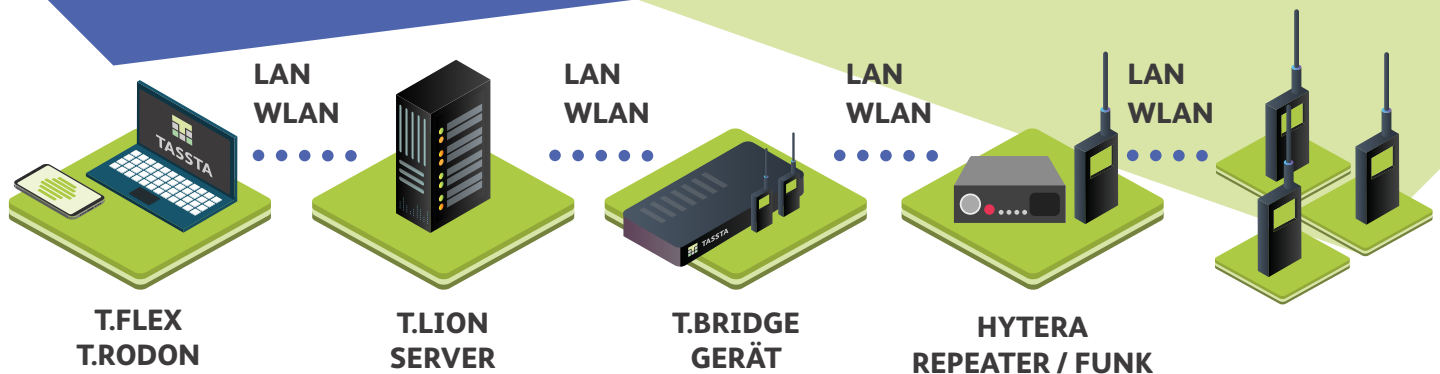 LAN
WLAN
LAN
WLAN
LAN
WLAN
LAN
WLAN
TASSTA
TASSTA
T.FLEX
T.RODON
T.LION
SERVER
T.BRIDGE
GERÄT
HYTERA
REPEATER / FUNK